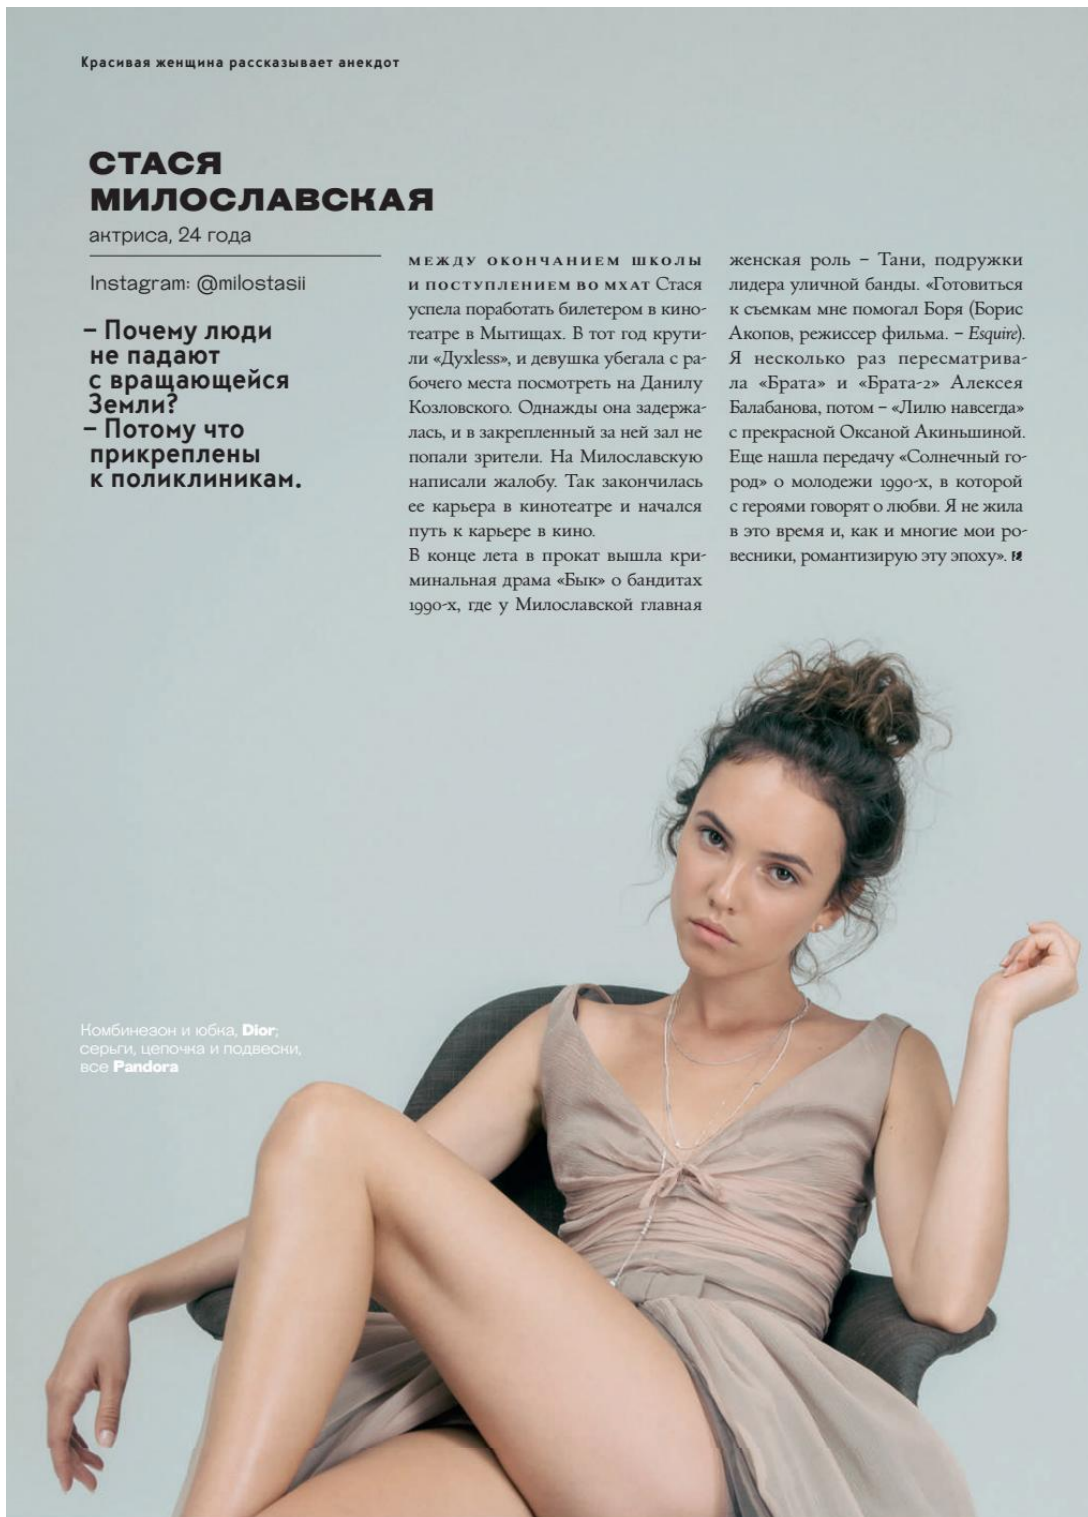 Красивая женщина рассказывает анекдот
СТАСЯ
МИЛОСЛАВСКАЯ
актриса, 24 года
Instagram: @milostasii
– Почему люди
не падают
с вращающейся
Земли?
– Потому что
прикреплены
к поликлиникам.
МЕЖДУ ОКОНЧАНИЕМ ШКОЛЫ
И ПОСТУПЛЕНИЕМ ВО МХАТ Стася
успела поработать билетером в кино-
театре в Мытищах. В тот год крути-
ли «Духless», и девушка убегала с ра-
бочего места посмотреть на Данилу
Козловского. Однажды она задержа-
лась, и в закрепленный за ней зал не
попали зрители. На Милославскую
написали жалобу. Так закончилась
ее карьера в кинотеатре и начался
путь к карьере в кино.
В конце лета в прокат вышла кри-
минальная драма «Бык» о бандитах
1990-х, где у Милославской главная
женская роль – Тани, подружки
лидера уличной банды. «Готовиться
к съемкам мне помогал Боря (Борис
Акопов, режиссер фильма. – Esquire).
Я несколько раз пересматрива-
ла «Брата» и «Брата-2» Алексея
Балабанова, потом – «Лилю навсегда»
с прекрасной Оксаной Акиньшиной.
Еще нашла передачу «Солнечный го-
род» о молодежи 1990-х, в которой
с героями говорят о любви. Я не жила
в это время и, как и многие мои ро-
весники, романтизирую эту эпоху».
Комбинезон и юбка, Dior;
серьги, цепочка и подвески,
все Pandora